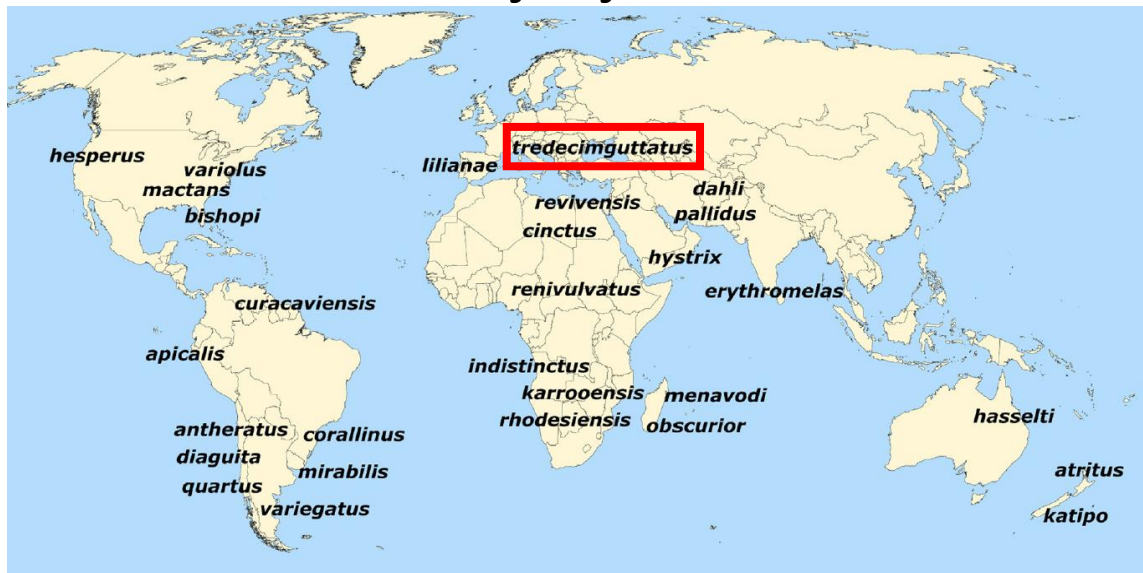 tredecimguttatus
hesperus
lilianae
variolus
mactans
dahli
bishopi
revivensis
pallidus
cinctus
hystrix
renivulvatus
erythromelas
curacaviensis
apicalis
indistinctus
karrooensis
menavodi
rhodesiensis
obscurior
hasselti
antheratus
corallinus
diaguita
mirabilis
atritus
quartus
variegatus
katipo